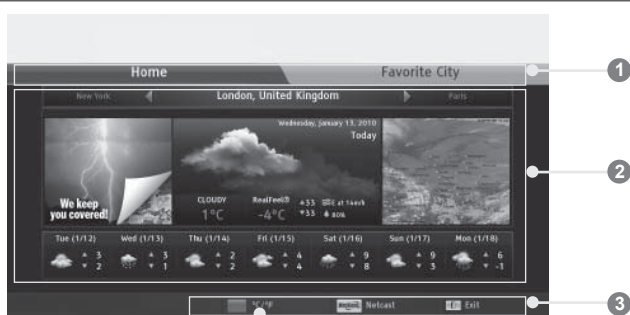 Home Favorite City
1
New York London, United Kingdom Paris
Wednesday, January 13, 2010
Today
We keep
you covered!
CLOUDY RealFeel®
1°C -4°C
+33
+33 80%
2
Tue (1/12) Wed (1/13) Thu (1/14) Fri (1/15) Sat (1/16) Sun (1/17) Mon (1/18)
3 3 2 4 9 9 6
2 1 2 4 8 3 -1
°C/°F Netcast Exit
3